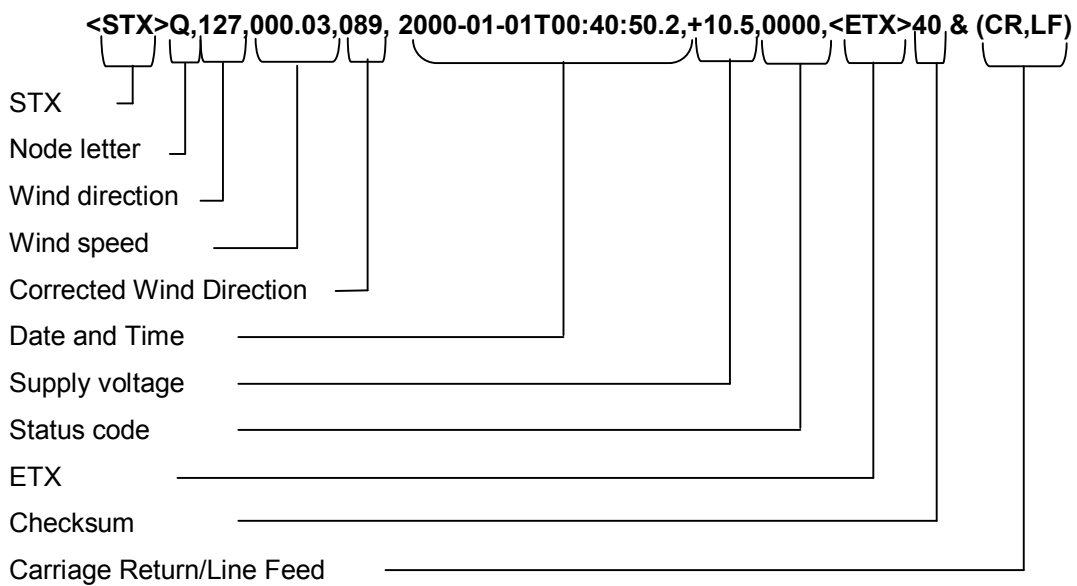 <STX>Q,127,000.03,089, 2000-01-01T00:40:50.2,+10.5,0000,<ETX>40 & (CR,LF)
STX
Node letter
Wind direction
Wind speed
Corrected Wind Direction
Date and Time
Supply voltage
Status code
ETX
Checksum
Carriage Return/Line Feed